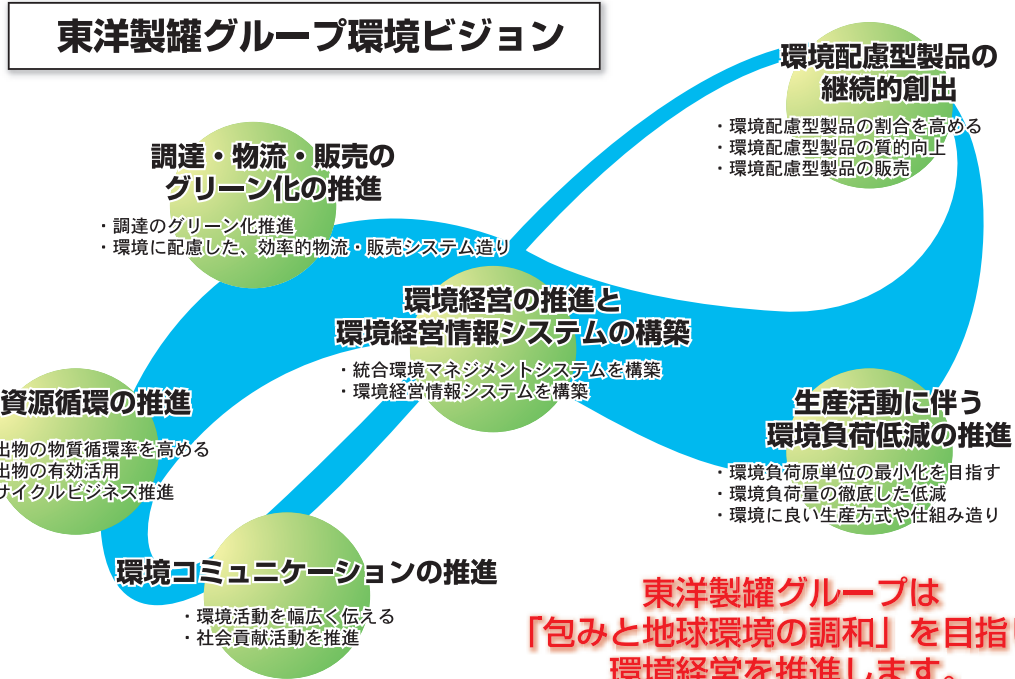 東洋製罐グループ環境ビジョン
環境配慮型製品の
継続的創出
・環境配慮型製品の割合を高める
・環境配慮型製品の質的向上
・環境配慮型製品の販売
調達・物流・販売の
グリーン化の推進
・調達のグリーン化推進
・環境に配慮した、効率的物流・販売システム造り
環境経営の推進と
環境経営情報システムの構築
・統合環境マネジメントシステムを構築
・環境経営情報システムを構築
資源循環の推進
出物の物質循環率を高める
出物の有効活用
サイクルビジネス推進
生産活動に伴う
環境負荷低減の推進
・環境負荷原単位の最小化を目指す
・環境負荷量の徹底した低減
・環境に良い生産方式や仕組み造り
環境コミュニケーションの推進
・環境活動を幅広く伝える
・社会貢献活動を推進
東洋製罐グループは
「包みと地球環境の調和」を目指し
環境経営を推進します。